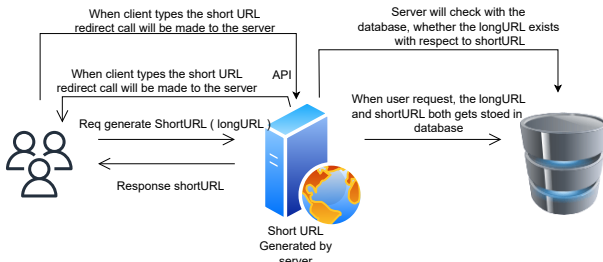 When client types the short URL
redirect call will be made to the server
Server will check with the
database, whether the longURL exists
with respect to shortURL
When client types the short URL
redirect call will be made to the server
API
Req generate ShortURL ( longURL )
When user request, the longURL
and shortURL both gets stoed in
database
Response shortURL
Short URL
Generated by
server